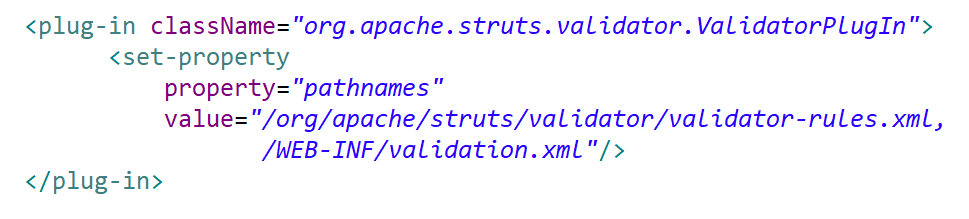 <plug-in className="org.apache.struts.validator.ValidatorPlugIn">
<set-property
property="pathnames"
value="/org/apache/struts/validator/validator-rules.xml,
/WEB-INF/validation.xml"/>
</plug-in>